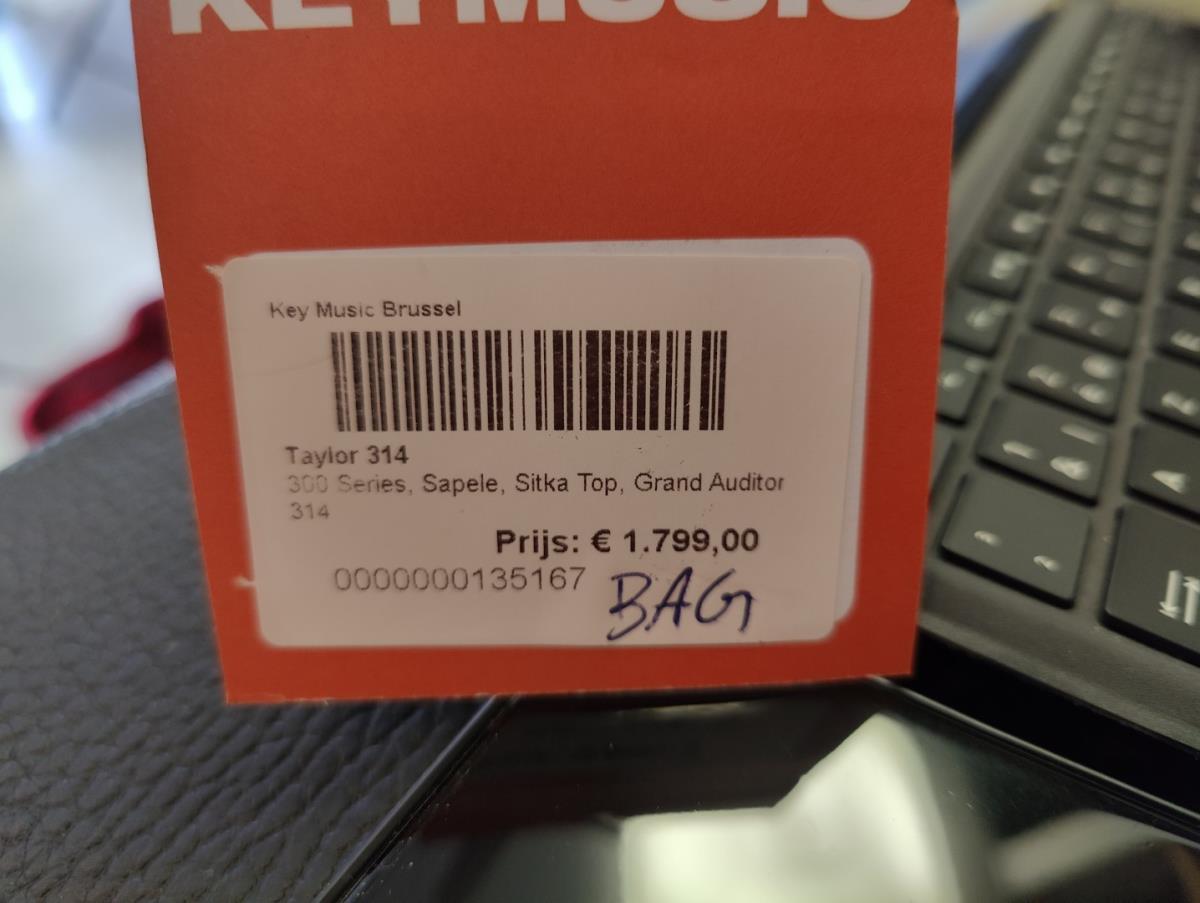 KEYMUSIC
Key Music Brussel
Taylor 314
300 Series, Sapele, Sitka Top, Grand Auditor
314
Prijs: € 1.799,00
0000000135167
BAG